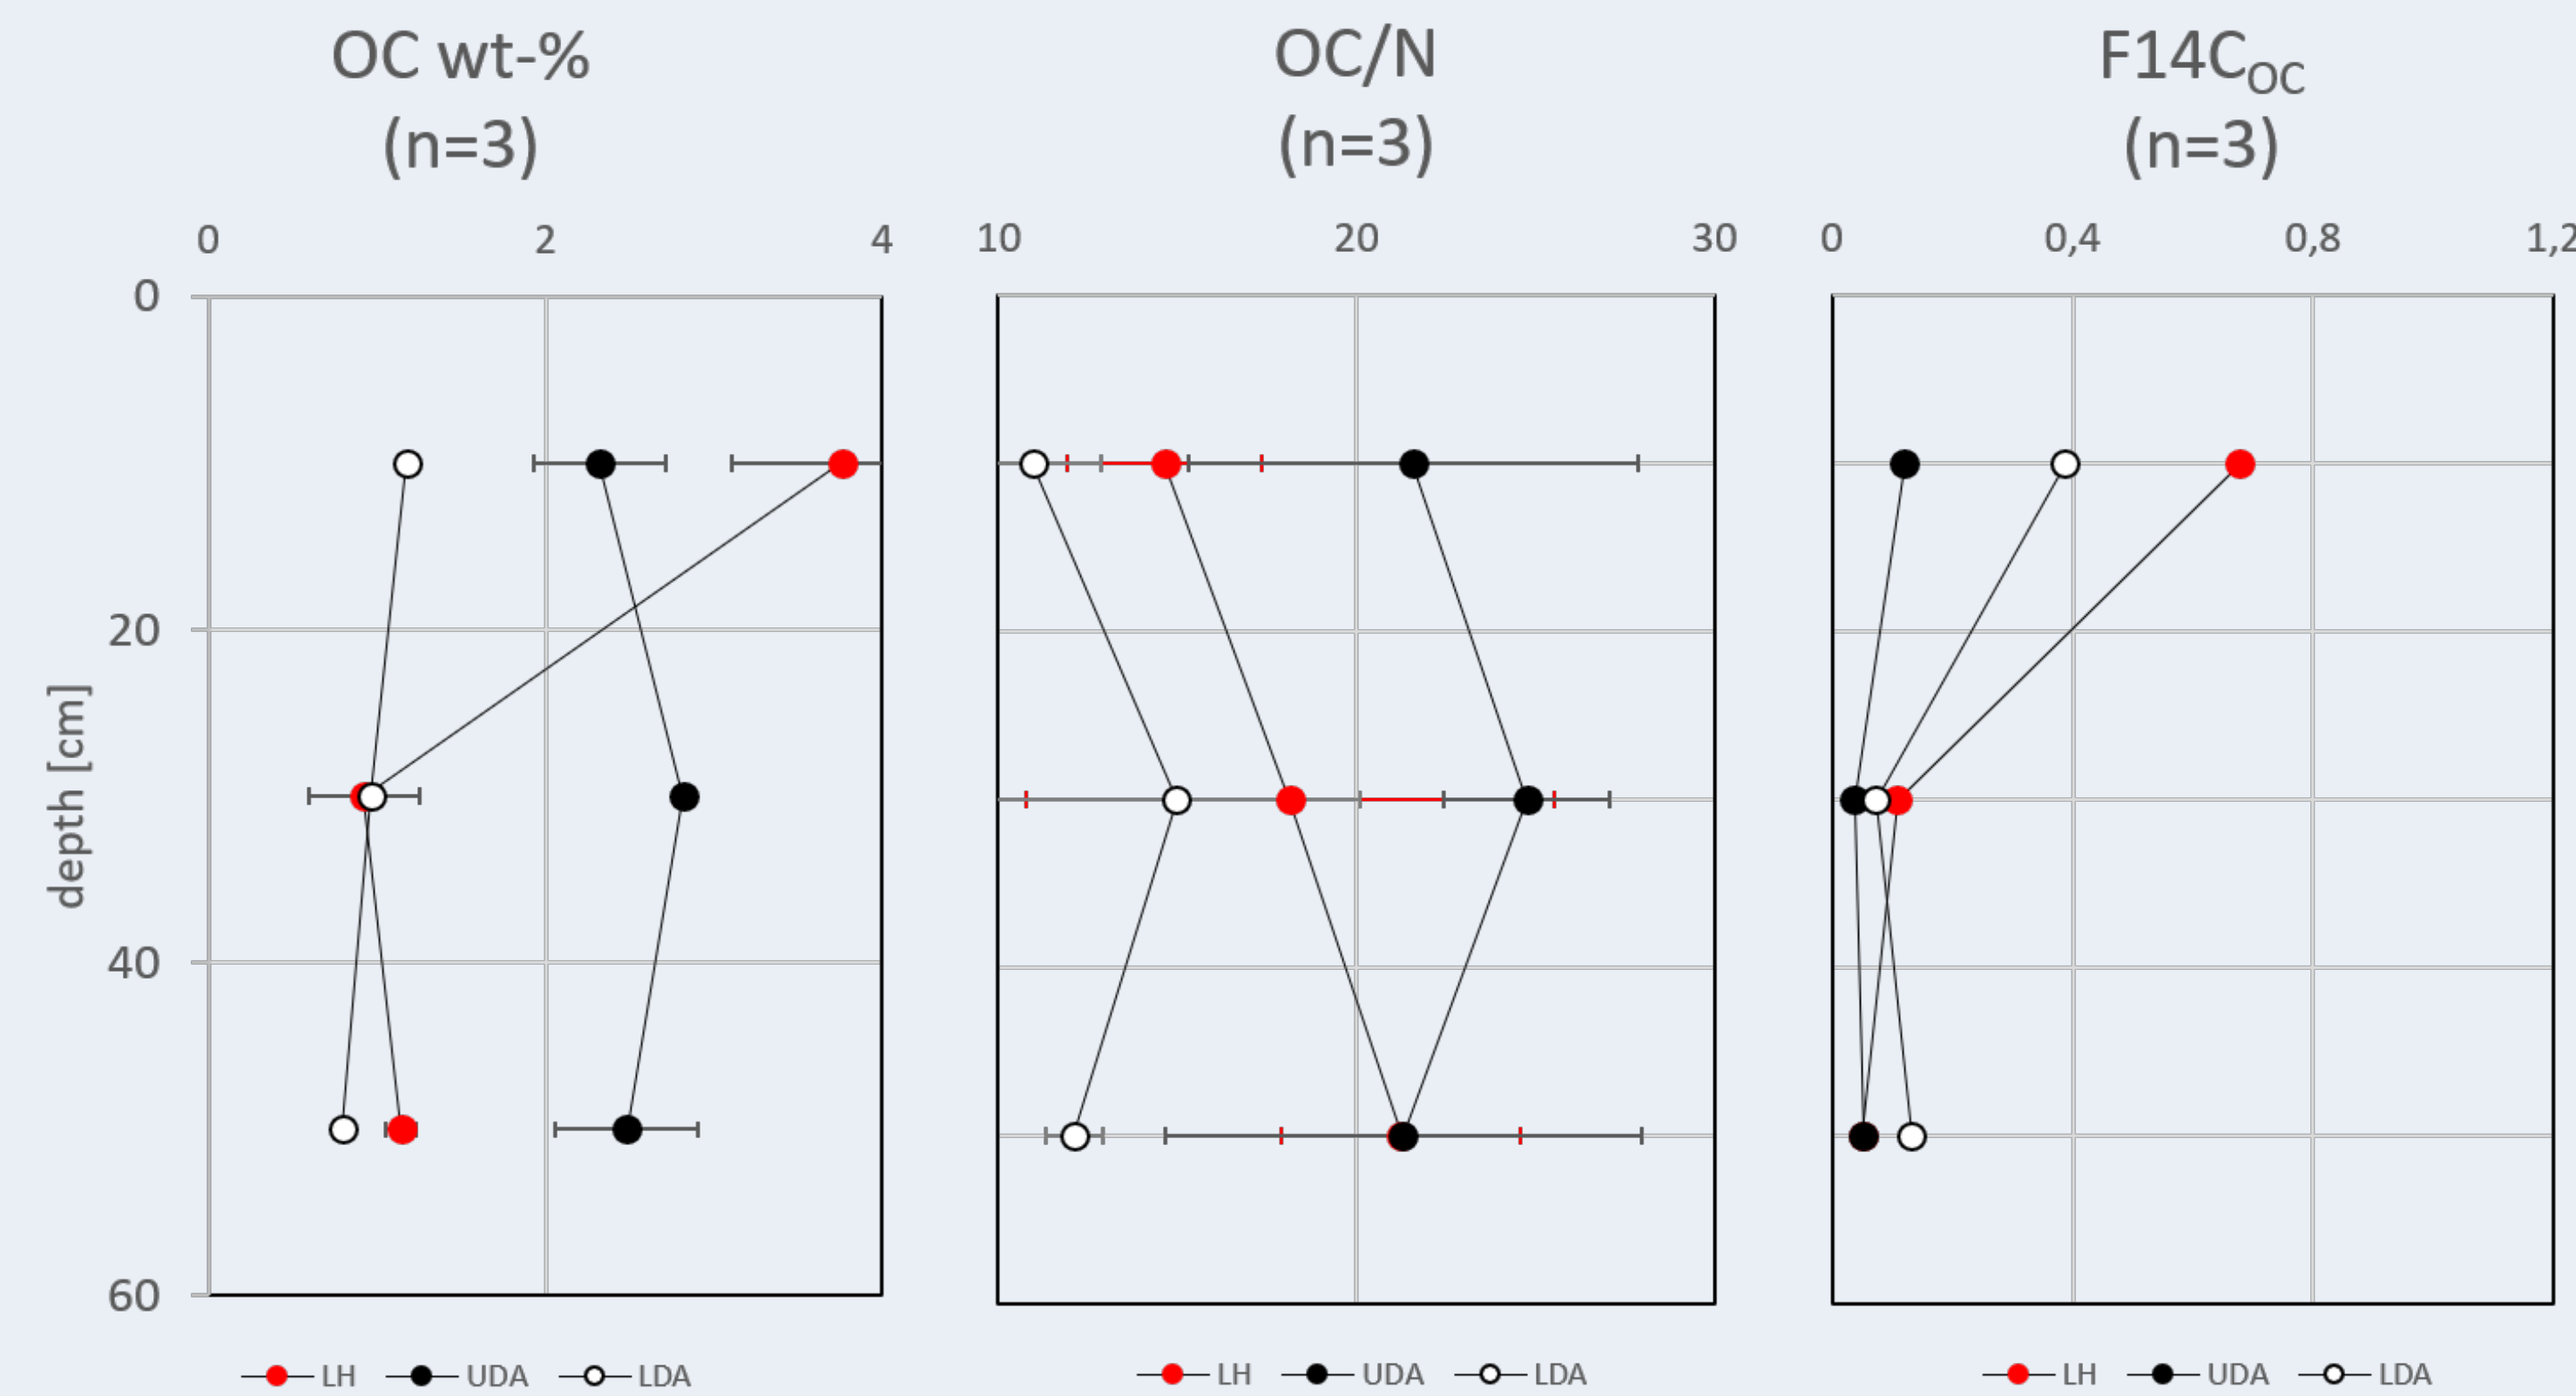 OC wt-%
(n=3)
0 2 4
0
20
40
60
depth [cm]
LH UDA LDA
OC/N
(n=3)
10 20 30
LH UDA LDA
F14COC
(n=3)
0 0,4 0,8 1,2
LH UDA LDA